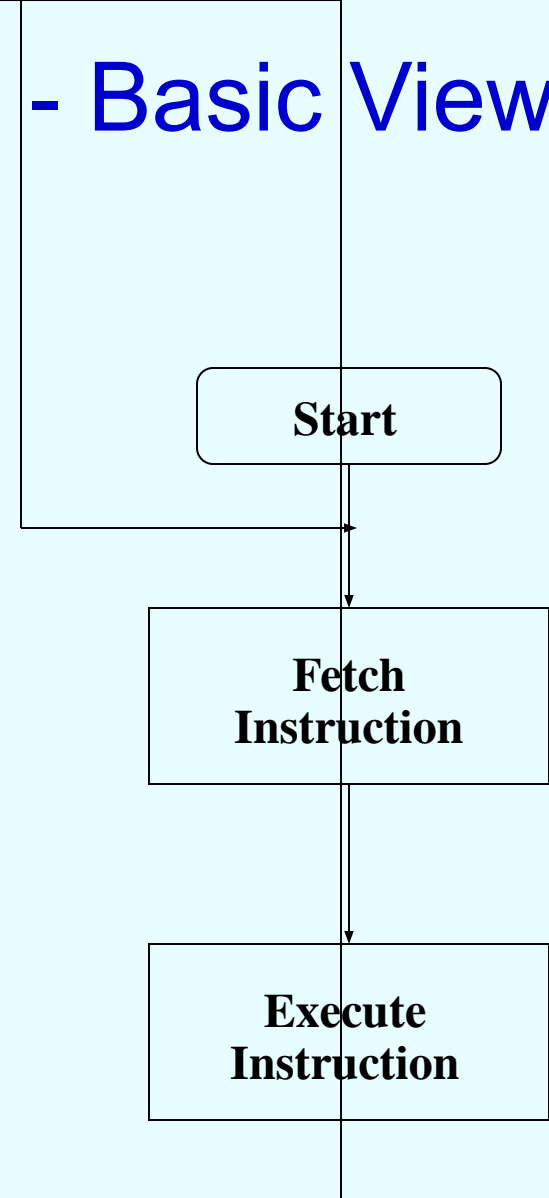 - Basic View
Start
Fetch
Instruction
Execute
Instruction